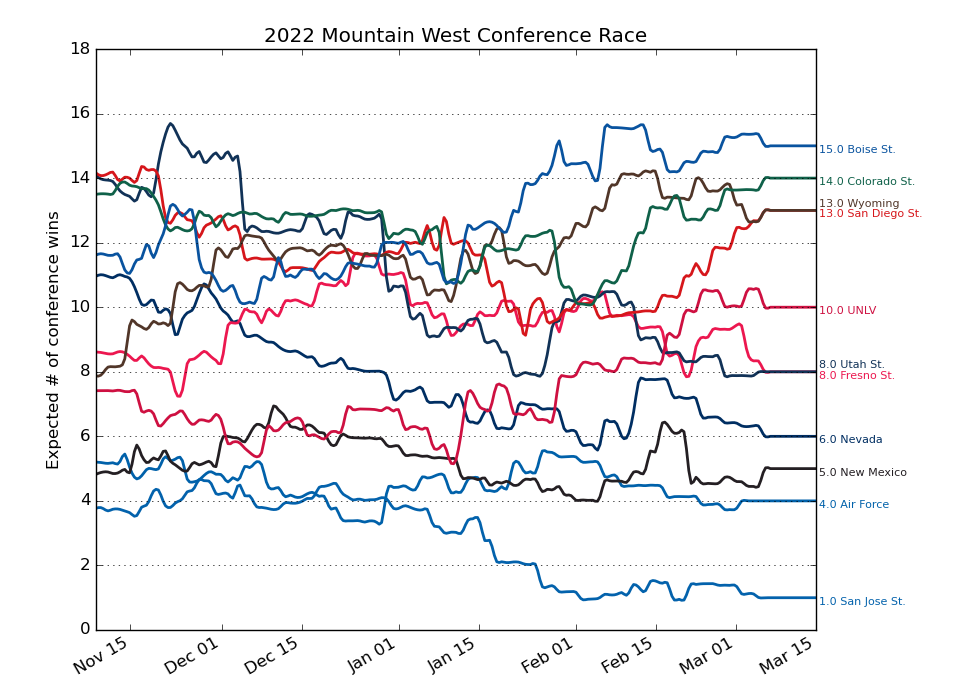 2022 Mountain West Conference Race
Expected # of conference wins
18
16
14
12
10
8
6
4
2
0
15.0 Boise St.
14.0 Colorado St.
13.0 Wyoming
13.0 San Diego St.
10.0 UNLV
8.0 Utah St.
8.0 Fresno St.
6.0 Nevada
5.0 New Mexico
4.0 Air Force
1.0 San Jose St.
Nov 15
Dec 01
Dec 15
Jan 01
Jan 15
Feb 01
Feb 15
Mar 01
Mar 15